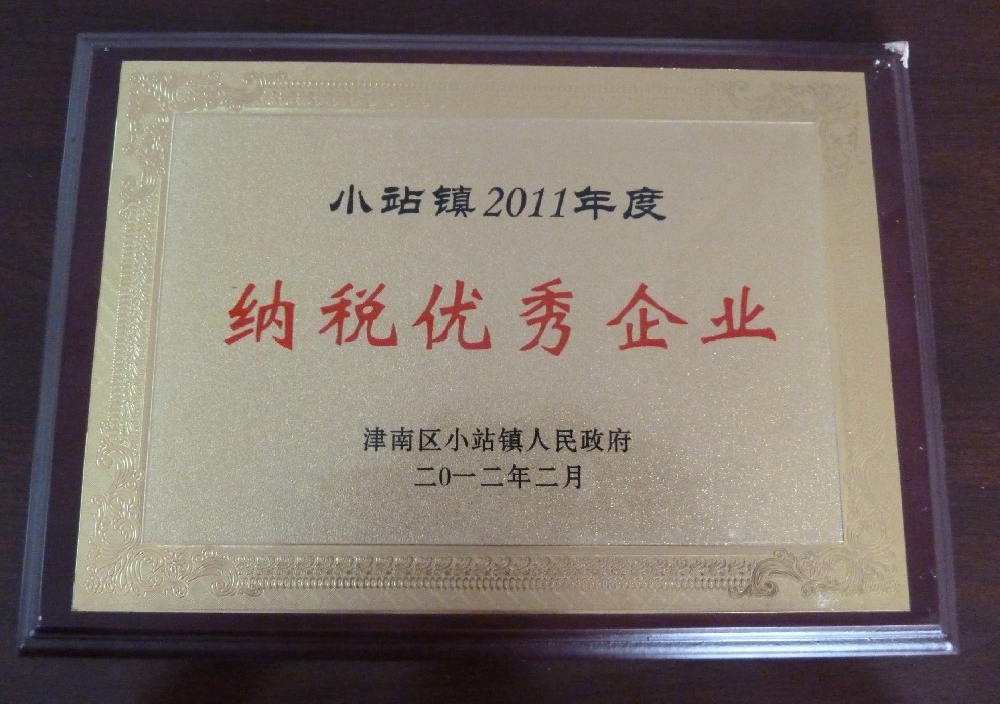 小站镇2011年度
纳税优秀企业
津南区小站镇人民政府
二0一二年二月